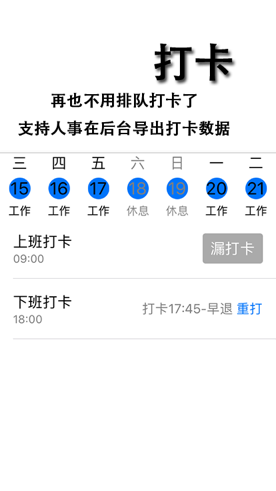 打卡
再也不用排队打卡了
支持人事在后台导出打卡数据
三 四 五 六 日 一 二
15 16 17 18 19 20 21
工作 工作 工作 休息 休息 工作 工作
上班打卡
09:00
漏打卡
下班打卡
18:00
打卡17:45-早退 重打